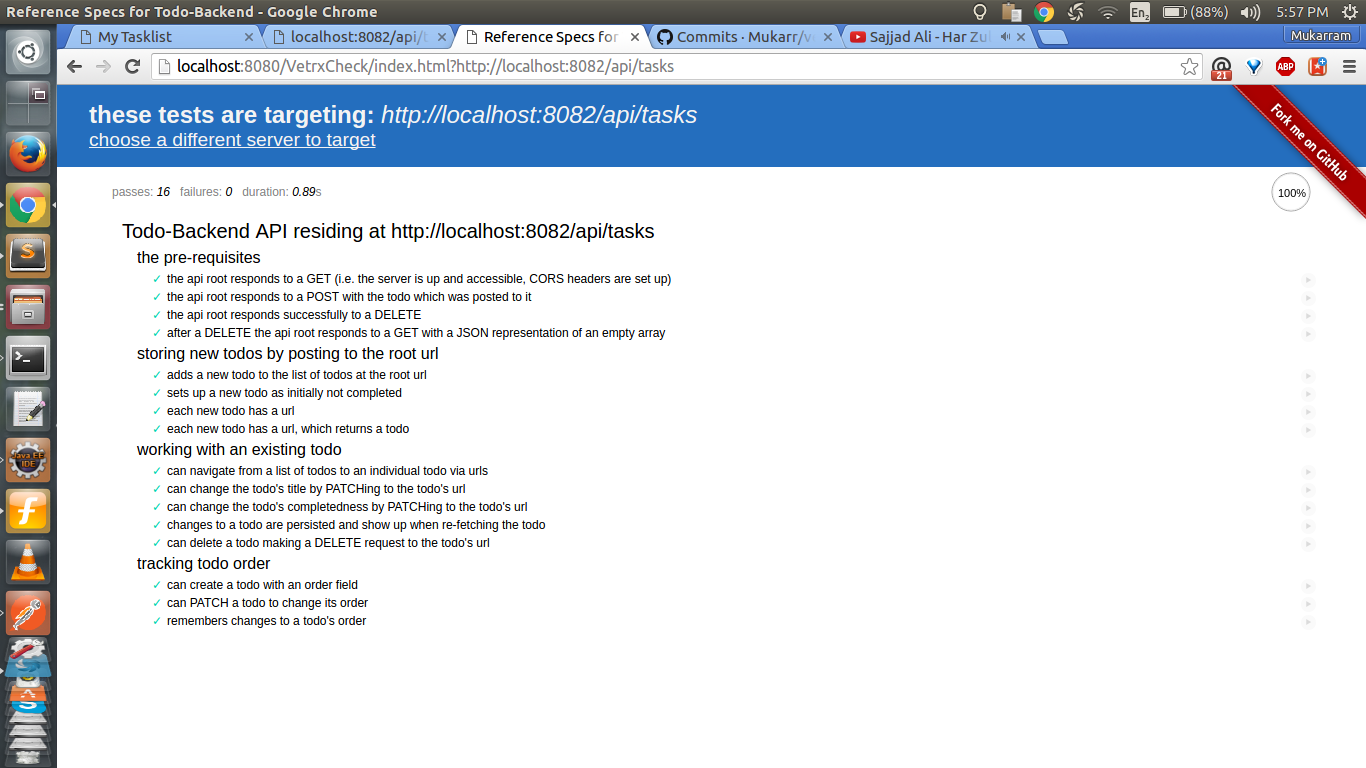 Reference Specs for Todo-Backend - Google Chrome
En2
(88%)
5:57 PM
My Tasklist
localhost:8082/api/t
Reference Specs for
Commits · Mukarr/ve
Sajjad Ali - Har Zul
Mukarram
localhost:8080/VetrxCheck/index.html?http://localhost:8082/api/tasks
21
ABP
these tests are targeting: http://localhost:8082/api/tasks
choose a different server to target
Fork me on GitHub
passes: 16 failures: 0 duration: 0.89s
100%
Todo-Backend API residing at http://localhost:8082/api/tasks
the pre-requisites
✓ the api root responds to a GET (i.e. the server is up and accessible, CORS headers are set up)
✓ the api root responds to a POST with the todo which was posted to it
✓ the api root responds successfully to a DELETE
✓ after a DELETE the api root responds to a GET with a JSON representation of an empty array
storing new todos by posting to the root url
✓ adds a new todo to the list of todos at the root url
✓ sets up a new todo as initially not completed
✓ each new todo has a url
✓ each new todo has a url, which returns a todo
working with an existing todo
✓ can navigate from a list of todos to an individual todo via urls
✓ can change the todo's title by PATCHing to the todo's url
✓ can change the todo's completedness by PATCHing to the todo's url
✓ changes to a todo are persisted and show up when re-fetching the todo
✓ can delete a todo making a DELETE request to the todo's url
tracking todo order
✓ can create a todo with an order field
✓ can PATCH a todo to change its order
✓ remembers changes to a todo's order
Java EE
IDE